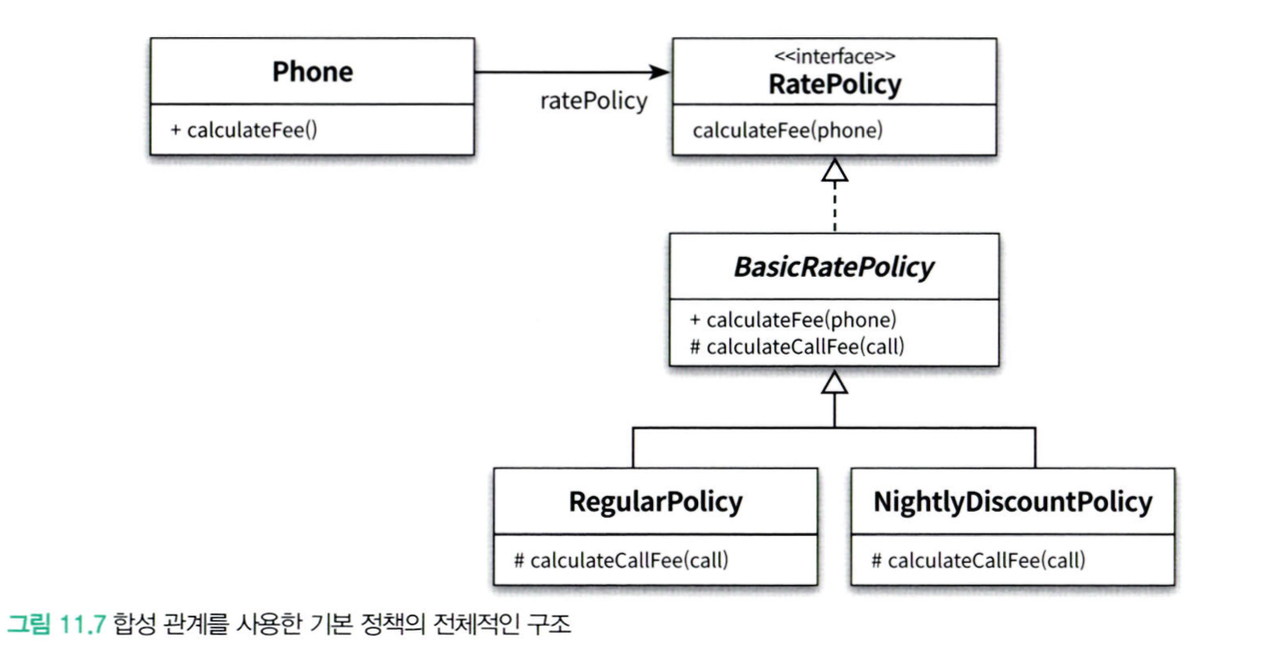 Phone
+ calculateFee()
ratePolicy
<<interface>>
RatePolicy
calculateFee(phone)
BasicRatePolicy
+ calculateFee(phone)
# calculateCallFee(call)
RegularPolicy
# calculateCallFee(call)
NightlyDiscountPolicy
# calculateCallFee(call)
그림 11.7 합성 관계를 사용한 기본 정책의 전체적인 구조